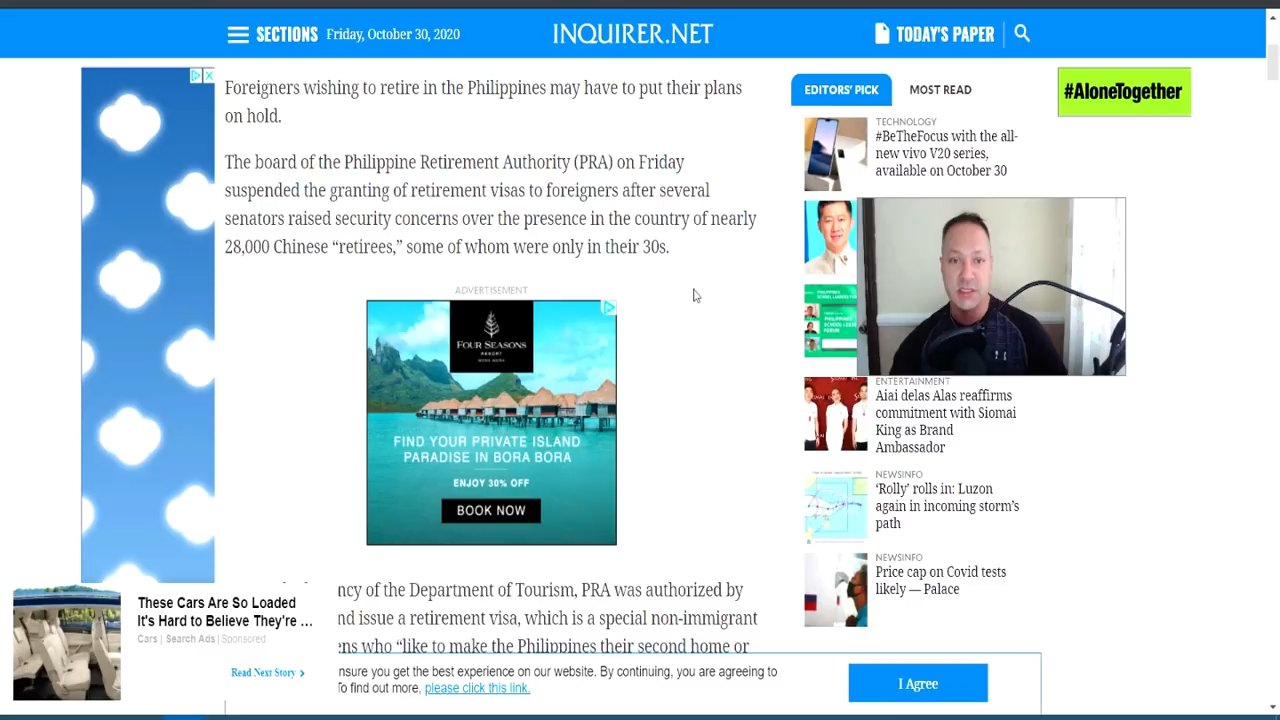 SECTIONS Friday, October 30, 2020
INQUIRER.NET
TODAY'S PAPER
Foreigners wishing to retire in the Philippines may have to put their plans
on hold.
The board of the Philippine Retirement Authority (PRA) on Friday
suspended the granting of retirement visas to foreigners after several
senators raised security concerns over the presence in the country of nearly
28,000 Chinese “retirees,” some of whom were only in their 30s.
ADVERTISEMENT
FOUR SEASONS
RESORT
BORA BORA
FIND YOUR PRIVATE ISLAND
PARADISE IN BORA BORA
ENJOY 30% OFF
BOOK NOW
ncy of the Department of Tourism, PRA was authorized by
nd issue a retirement visa, which is a special non-immigrant
ens who “like to make the Philippines their second home or
These Cars Are So Loaded
It's Hard to Believe They're ...
Cars | Search Ads | Sponsored
Read Next Story
nsure you get the best experience on our website. By continuing, you are agreeing to
To find out more, please click this link.
I Agree
EDITORS' PICK
MOST READ
TECHNOLOGY
#BeTheFocus with the all-
new vivo V20 series,
available on October 30
ENTERTAINMENT
Aiai delas Alas reaffirms
commitment with Siomai
King as Brand
Ambassador
NEWSINFO
‘Rolly’ rolls in: Luzon
again in incoming storm’s
path
NEWSINFO
Price cap on Covid tests
likely — Palace
#AloneTogether